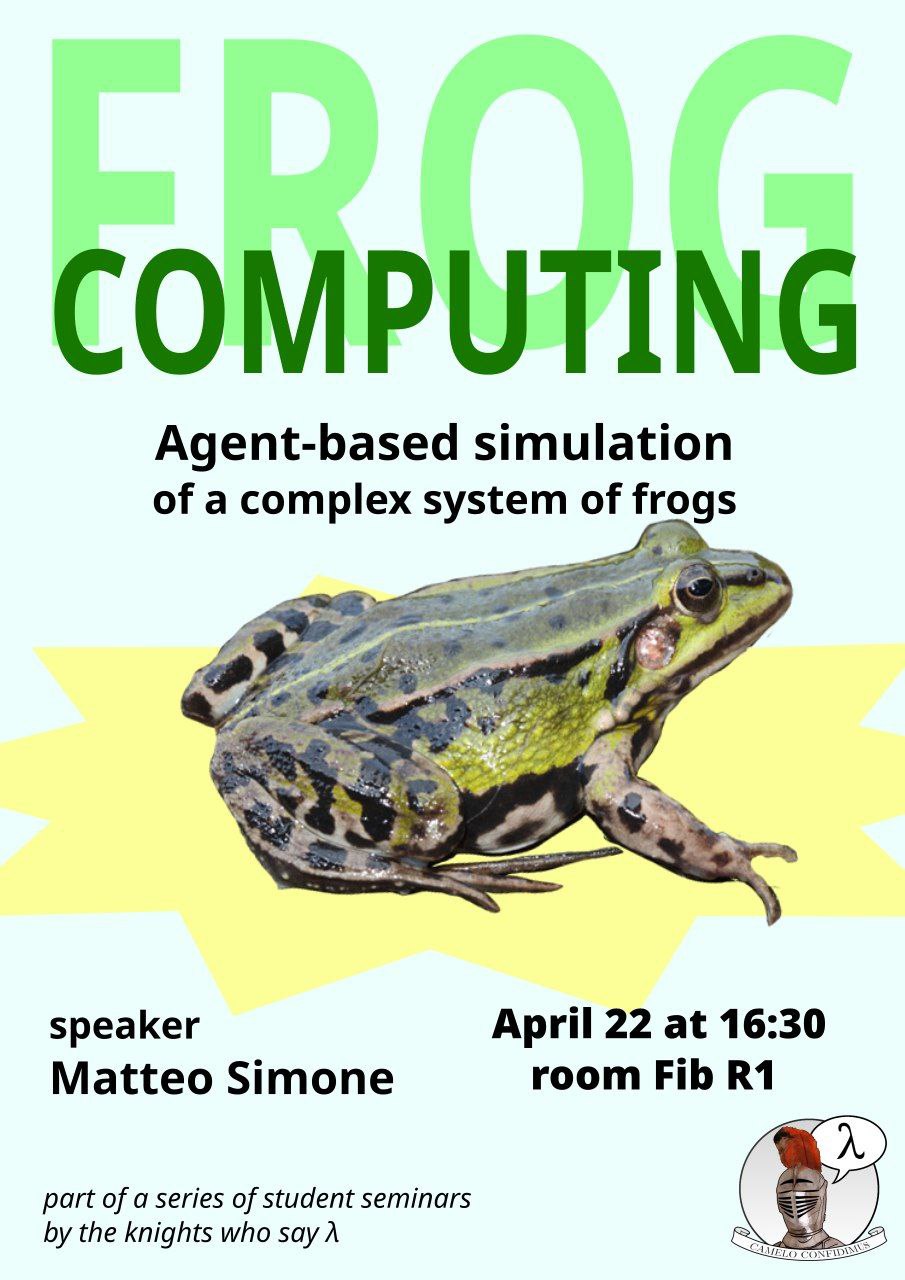 FROG
COMPUTING
Agent-based simulation
of a complex system of frogs
speaker
Matteo Simone
April 22 at 16:30
room Fib R1
part of a series of student seminars
by the knights who say λ
λ
CAMELO CONFIDIMUS